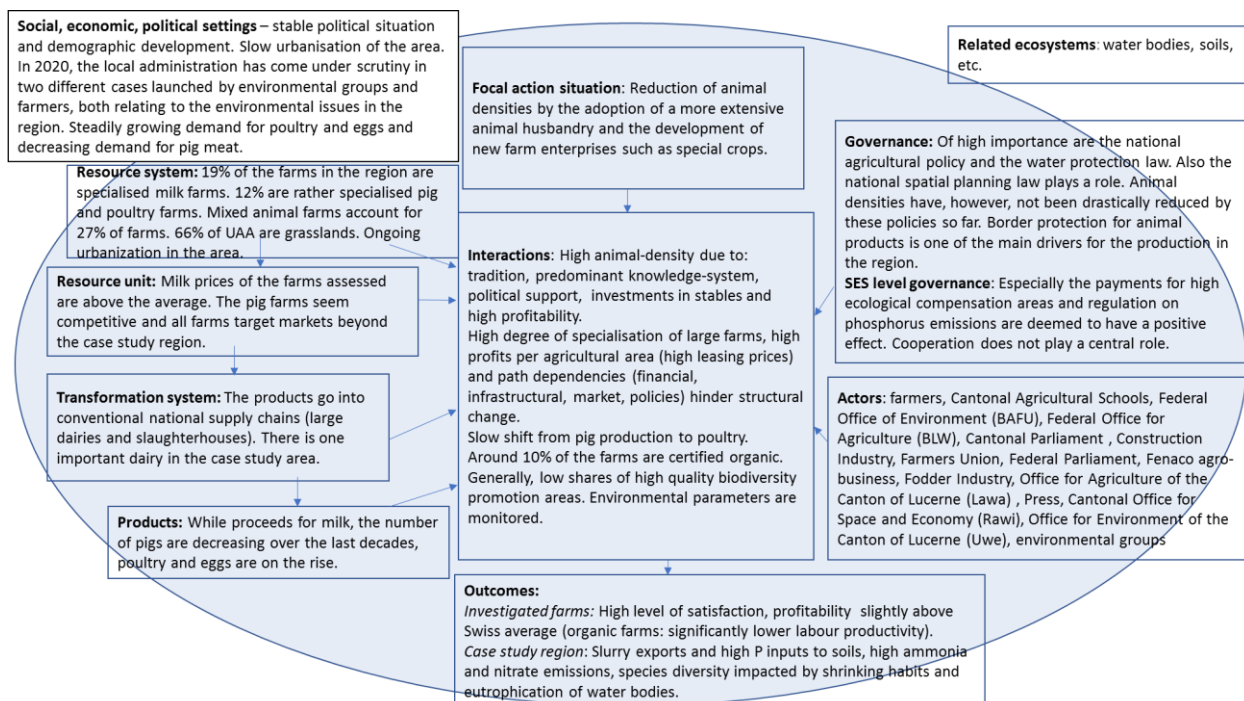 Social, economic, political settings – stable political situation
and demographic development. Slow urbanisation of the area.
In 2020, the local administration has come under scrutiny in
two different cases launched by environmental groups and
farmers, both relating to the environmental issues in the
region. Steadily growing demand for poultry and eggs and
decreasing demand for pig meat.
Related ecosystems: water bodies, soils,
etc.
Focal action situation: Reduction of animal
densities by the adoption of a more extensive
animal husbandry and the development of
new farm enterprises such as special crops.
Resource system: 19% of the farms in the region are
specialised milk farms. 12% are rather specialised pig
and poultry farms. Mixed animal farms account for
27% of farms. 66% of UAA are grasslands. Ongoing
urbanization in the area.
Resource unit: Milk prices of the farms assessed
are above the average. The pig farms seem
competitive and all farms target markets beyond
the case study region.
Transformation system: The products go into
conventional national supply chains (large
dairies and slaughterhouses). There is one
important dairy in the case study area.
Products: While proceeds for milk, the number
of pigs are decreasing over the last decades,
poultry and eggs are on the rise.
Interactions: High animal-density due to:
tradition, predominant knowledge-system,
political support, investments in stables and
high profitability.
High degree of specialisation of large farms, high
profits per agricultural area (high leasing prices)
and path dependencies (financial,
infrastructural, market, policies) hinder structural
change.
Slow shift from pig production to poultry.
Around 10% of the farms are certified organic.
Generally, low shares of high quality biodiversity
promotion areas. Environmental parameters are
monitored.
Governance: Of high importance are the national
agricultural policy and the water protection law. Also the
national spatial planning law plays a role. Animal
densities have, however, not been drastically reduced by
these policies so far. Border protection for animal
products is one of the main drivers for the production in
the region.
SES level governance: Especially the payments for high
ecological compensation areas and regulation on
phosphorus emissions are deemed to have a positive
effect. Cooperation does not play a central role.
Actors: farmers, Cantonal Agricultural Schools, Federal
Office of Environment (BAFU), Federal Office for
Agriculture (BLW), Cantonal Parliament , Construction
Industry, Farmers Union, Federal Parliament, Fenaco agro-
business, Fodder Industry, Office for Agriculture of the
Canton of Lucerne (Lawa) , Press, Cantonal Office for
Space and Economy (Rawi), Office for Environment of the
Canton of Lucerne (Uwe), environmental groups
Outcomes:
Investigated farms: High level of satisfaction, profitability slightly above
Swiss average (organic farms: significantly lower labour productivity).
Case study region: Slurry exports and high P inputs to soils, high ammonia
and nitrate emissions, species diversity impacted by shrinking habits and
eutrophication of water bodies.